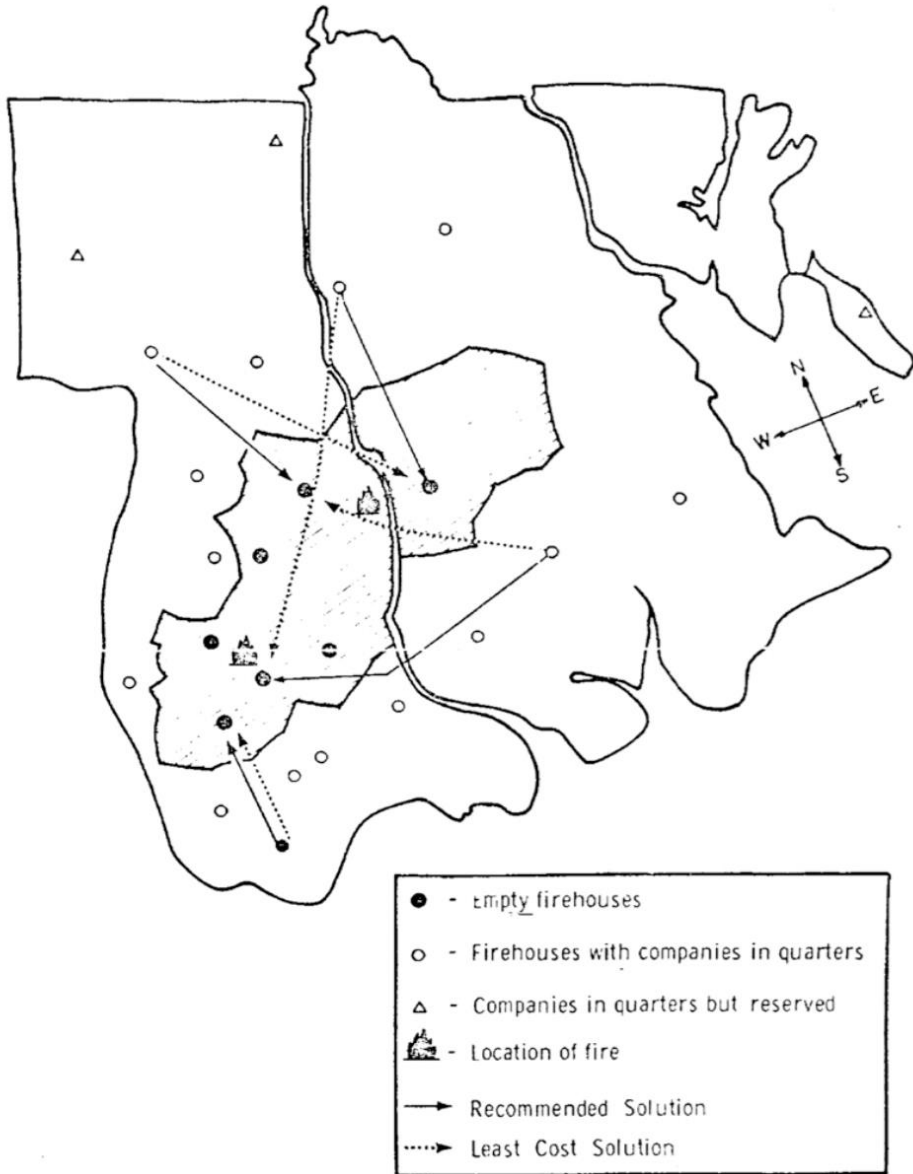 N
E
W
S
● - Empty firehouses
○ - Firehouses with companies in quarters
△ - Companies in quarters but reserved
- Location of fire
→ Recommended Solution
····► Least Cost Solution